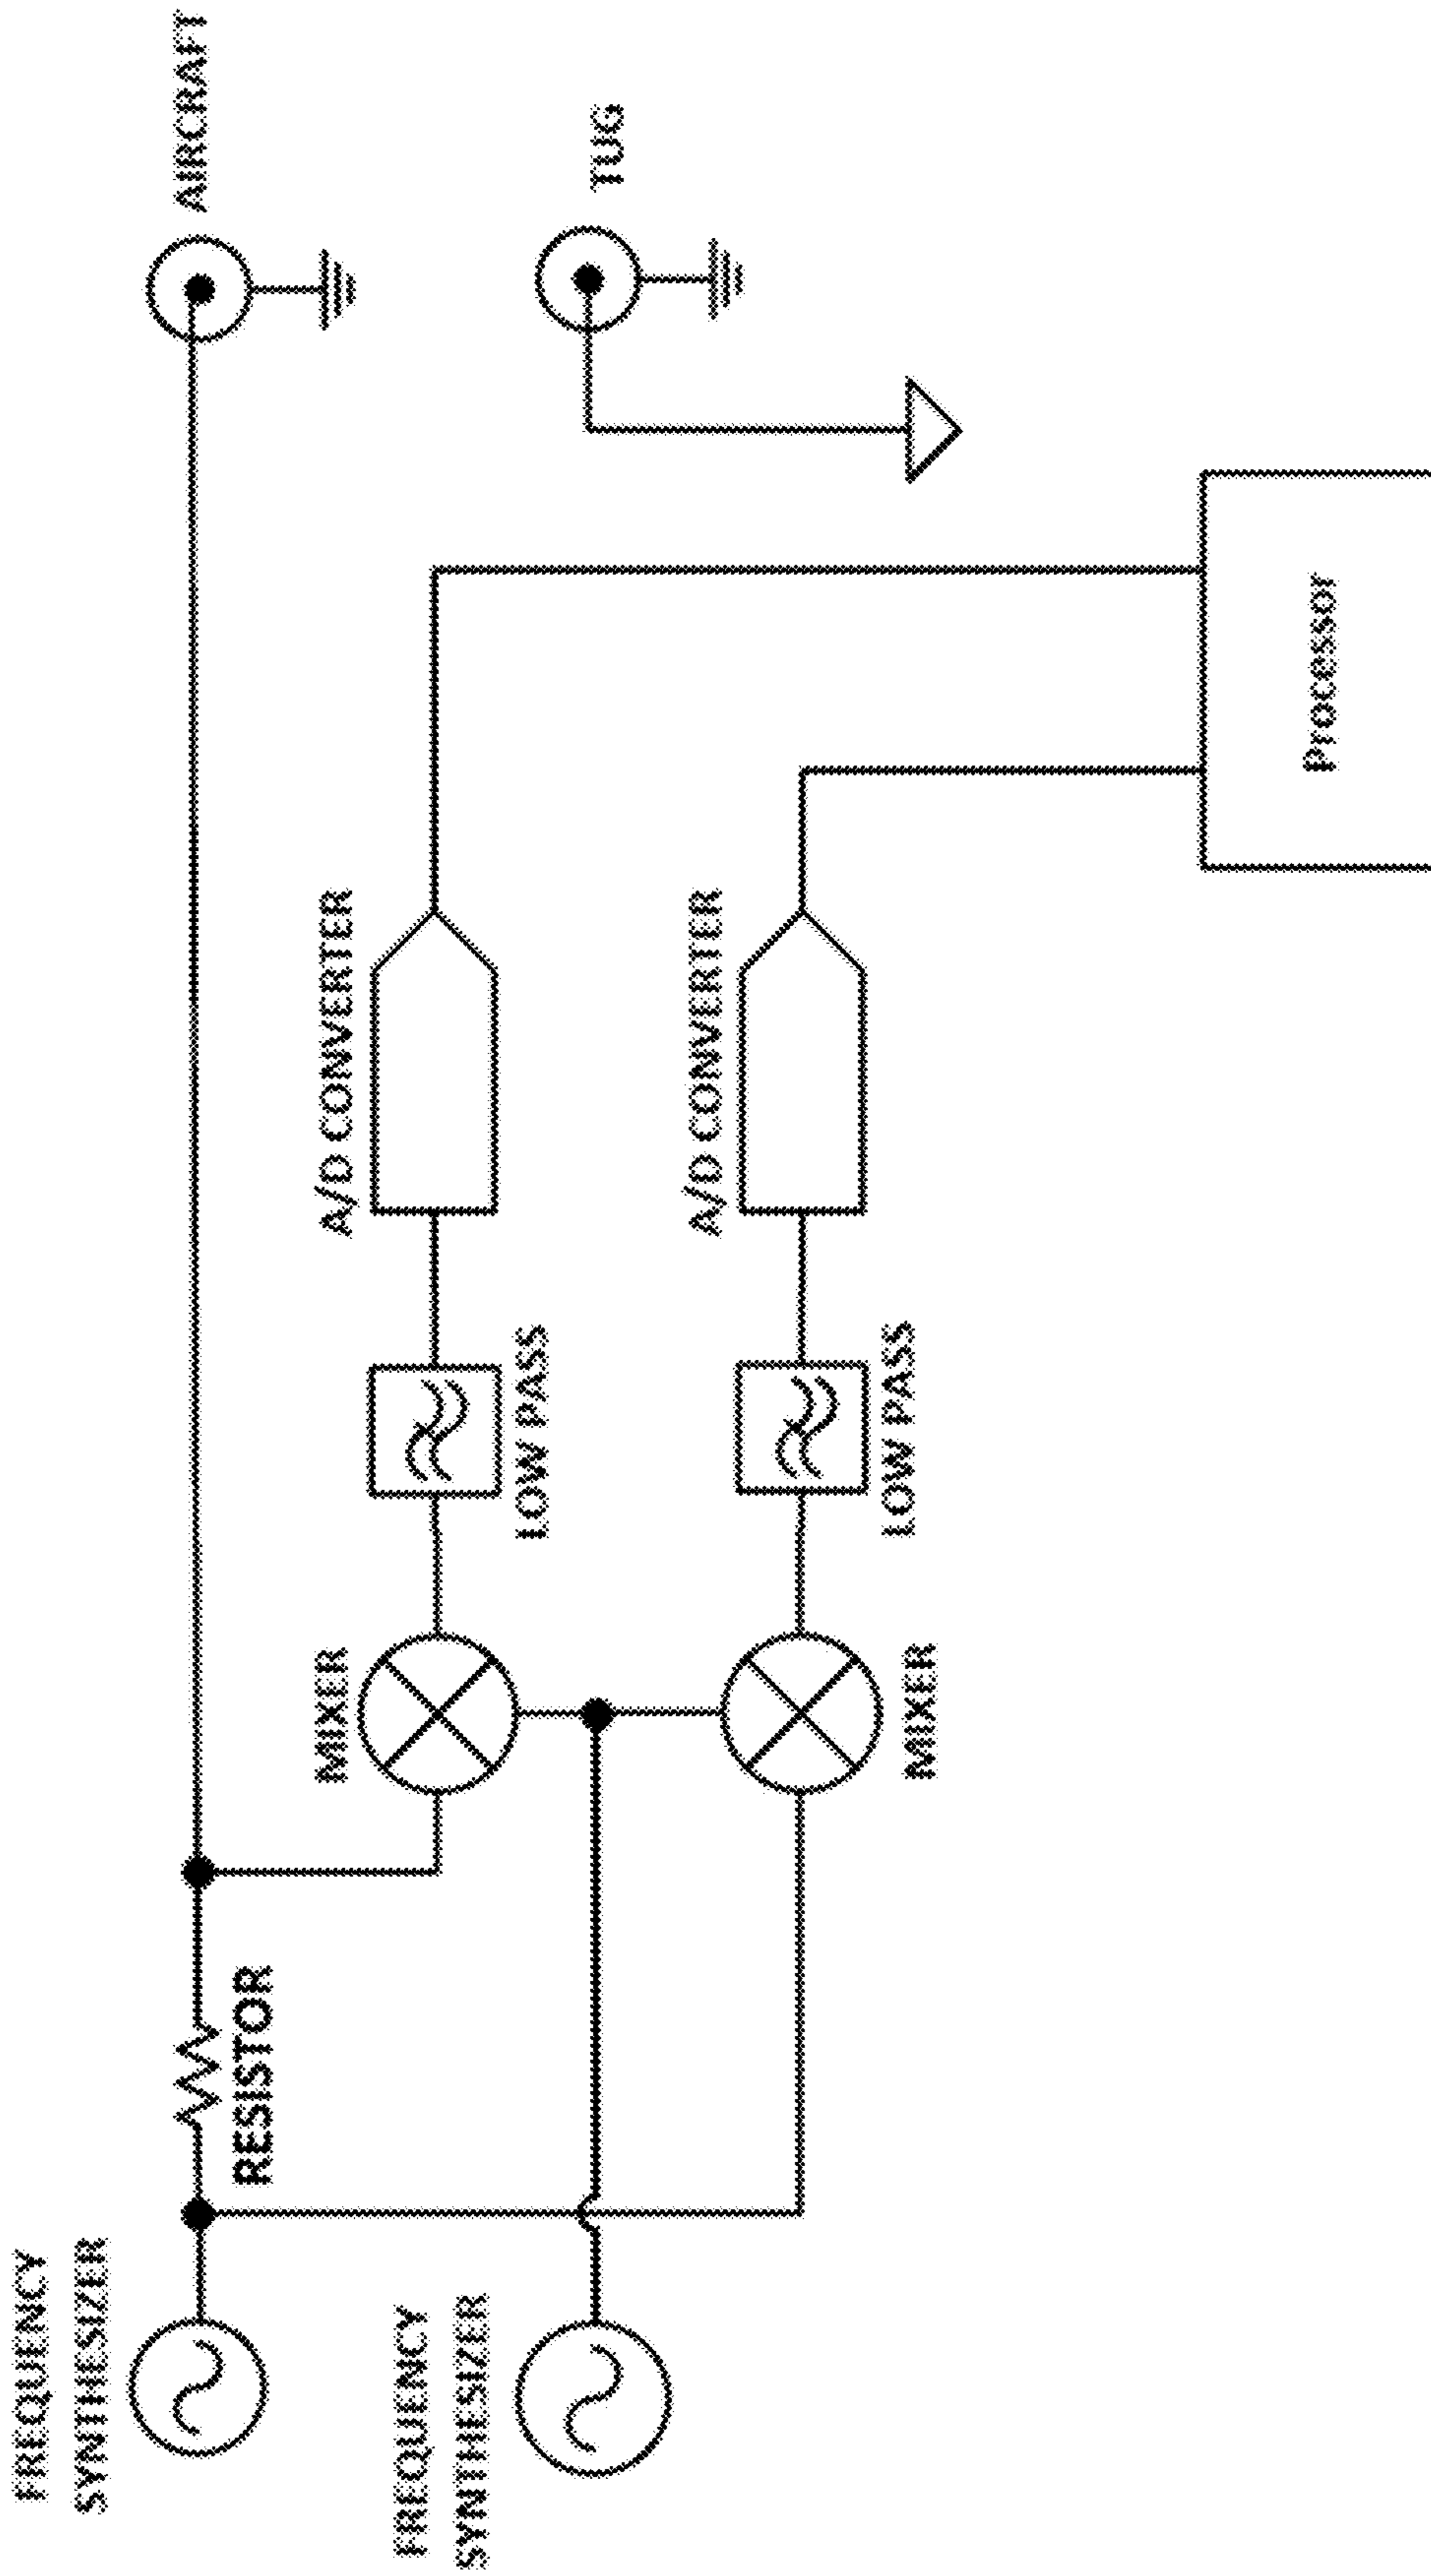 FREQUENCY
SYNTHESIZER
RESISTOR
AIRCRAFT
MIXER
A/D CONVERTER
LOW PASS
FREQUENCY
SYNTHESIZER
TUG
A/D CONVERTER
LOW PASS
MIXER
Processor